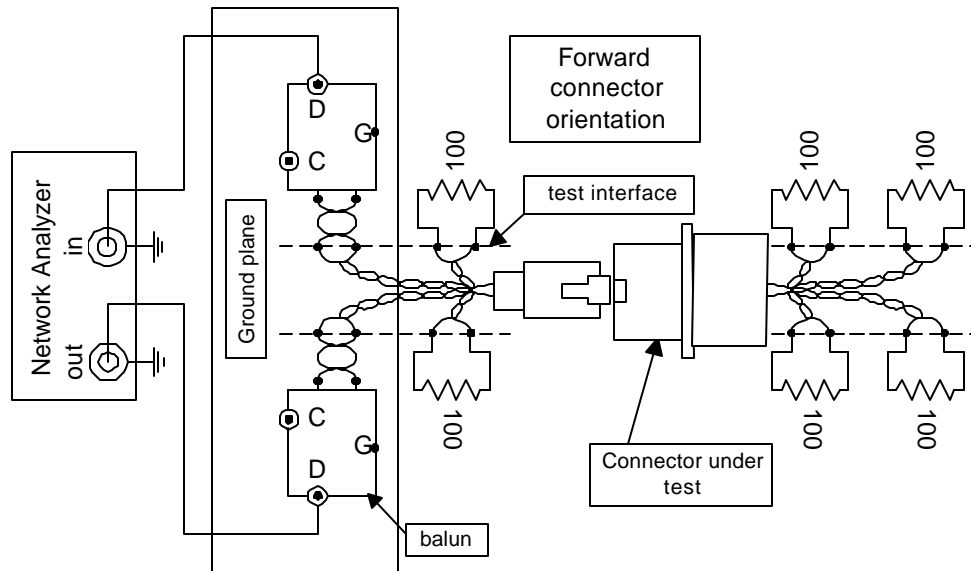 Network Analyzer
in
out
Ground plane
D
C
G
C
G
D
balun
Forward
connector
orientation
test interface
100
100
100
100
100
100
Connector under
test